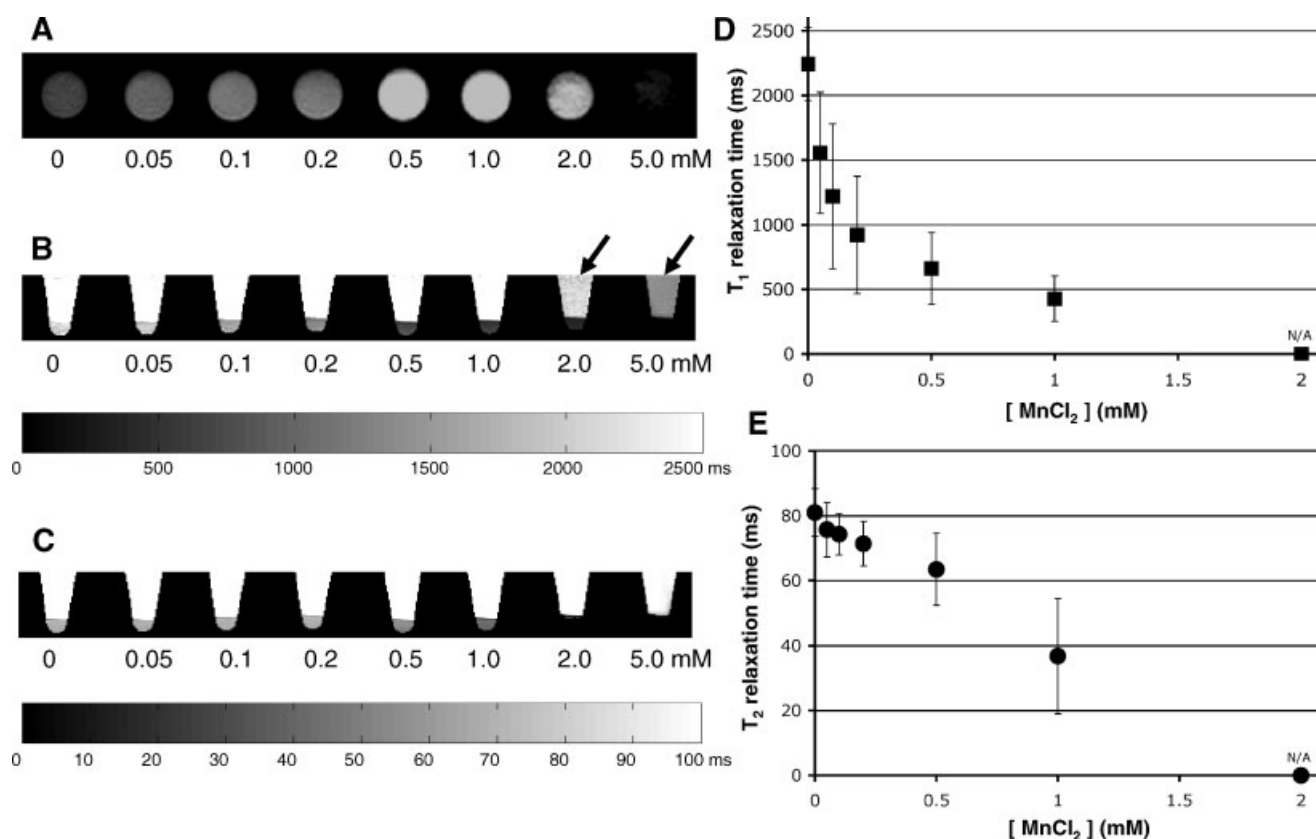 A
0 0.05 0.1 0.2 0.5 1.0 2.0 5.0 mM
B
0 0.05 0.1 0.2 0.5 1.0 2.0 5.0 mM
0 500 1000 1500 2000 2500 ms
C
0 0.05 0.1 0.2 0.5 1.0 2.0 5.0 mM
0 10 20 30 40 50 60 70 80 90 100 ms
D
T₁ relaxation time (ms)
2500
2000
1500
1000
500
0
N/A
0 0.5 1 1.5 2
[ MnCl₂ ] (mM)
E
T₂ relaxation time (ms)
100
80
60
40
20
0
N/A
0 0.5 1 1.5 2
[ MnCl₂ ] (mM)